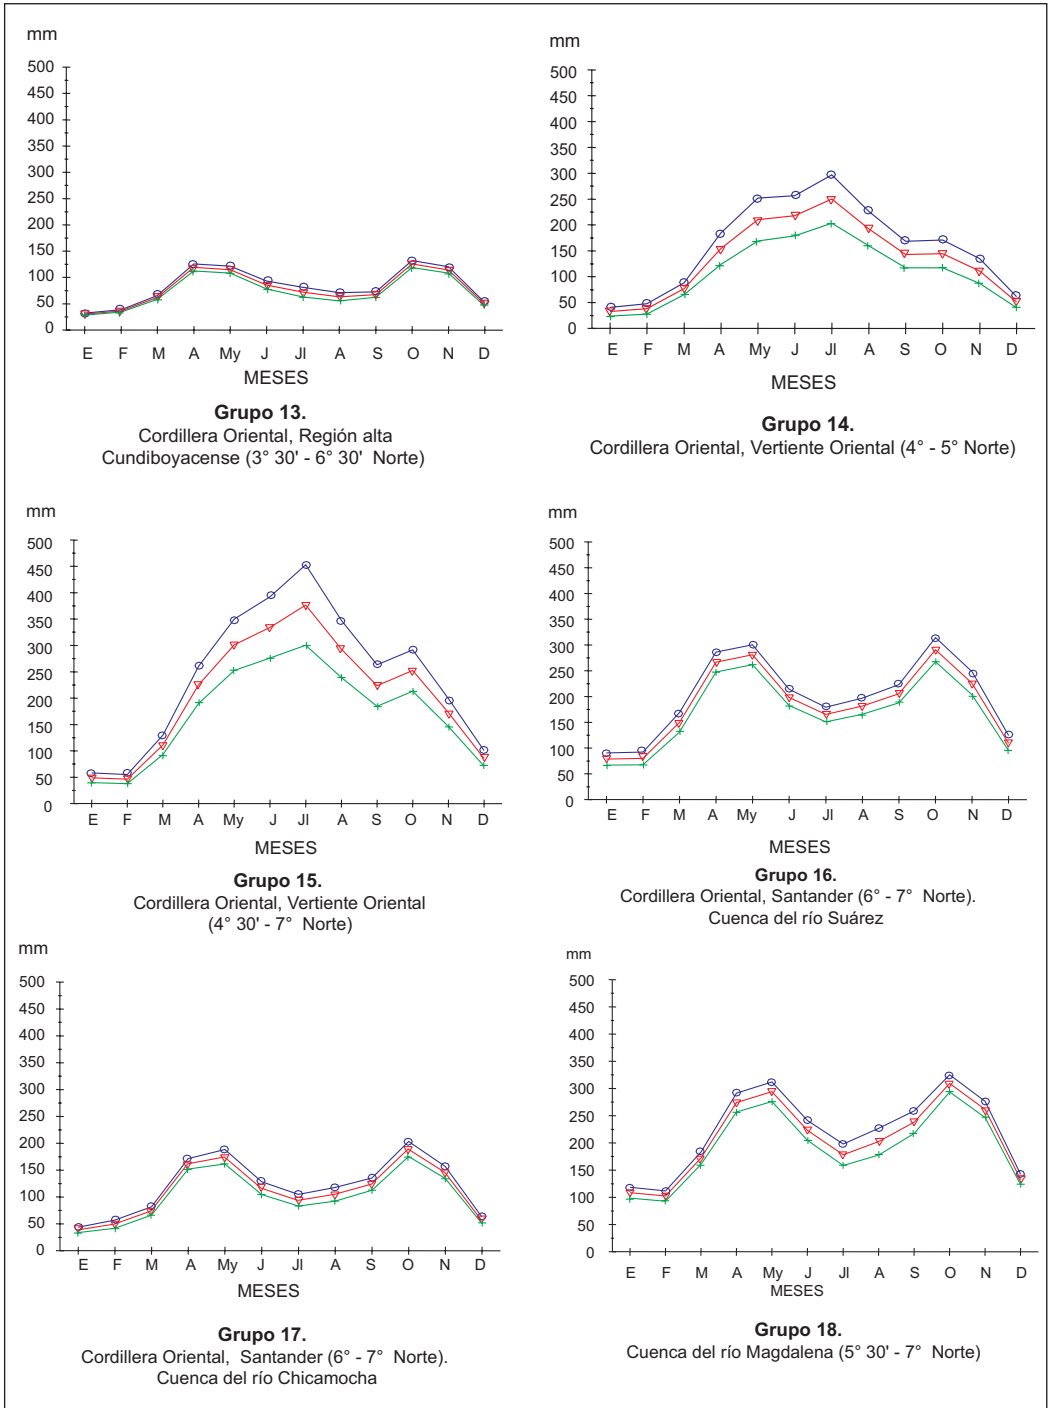 mm
500
450
400
350
300
250
200
150
100
50
0
E F M A My J Jl A S O N D
MESES
Grupo 13.
Cordillera Oriental, Región alta
Cundiboyacense (3° 30' - 6° 30' Norte)
mm
500
450
400
350
300
250
200
150
100
50
0
E F M A My J Jl A S O N D
MESES
Grupo 14.
Cordillera Oriental, Vertiente Oriental (4° - 5° Norte)
mm
500
450
400
350
300
250
200
150
100
50
0
E F M A My J Jl A S O N D
MESES
Grupo 15.
Cordillera Oriental, Vertiente Oriental
(4° 30' - 7° Norte)
mm
500
450
400
350
300
250
200
150
100
50
0
E F M A My J Jl A S O N D
MESES
Grupo 16.
Cordillera Oriental, Santander (6° - 7° Norte).
Cuenca del río Suárez
mm
500
450
400
350
300
250
200
150
100
50
0
E F M A My J Jl A S O N D
MESES
Grupo 17.
Cordillera Oriental, Santander (6° - 7° Norte).
Cuenca del río Chicamocha
mm
500
450
400
350
300
250
200
150
100
50
0
E F M A My J Jl A S O N D
MESES
Grupo 18.
Cuenca del río Magdalena (5° 30' - 7° Norte)